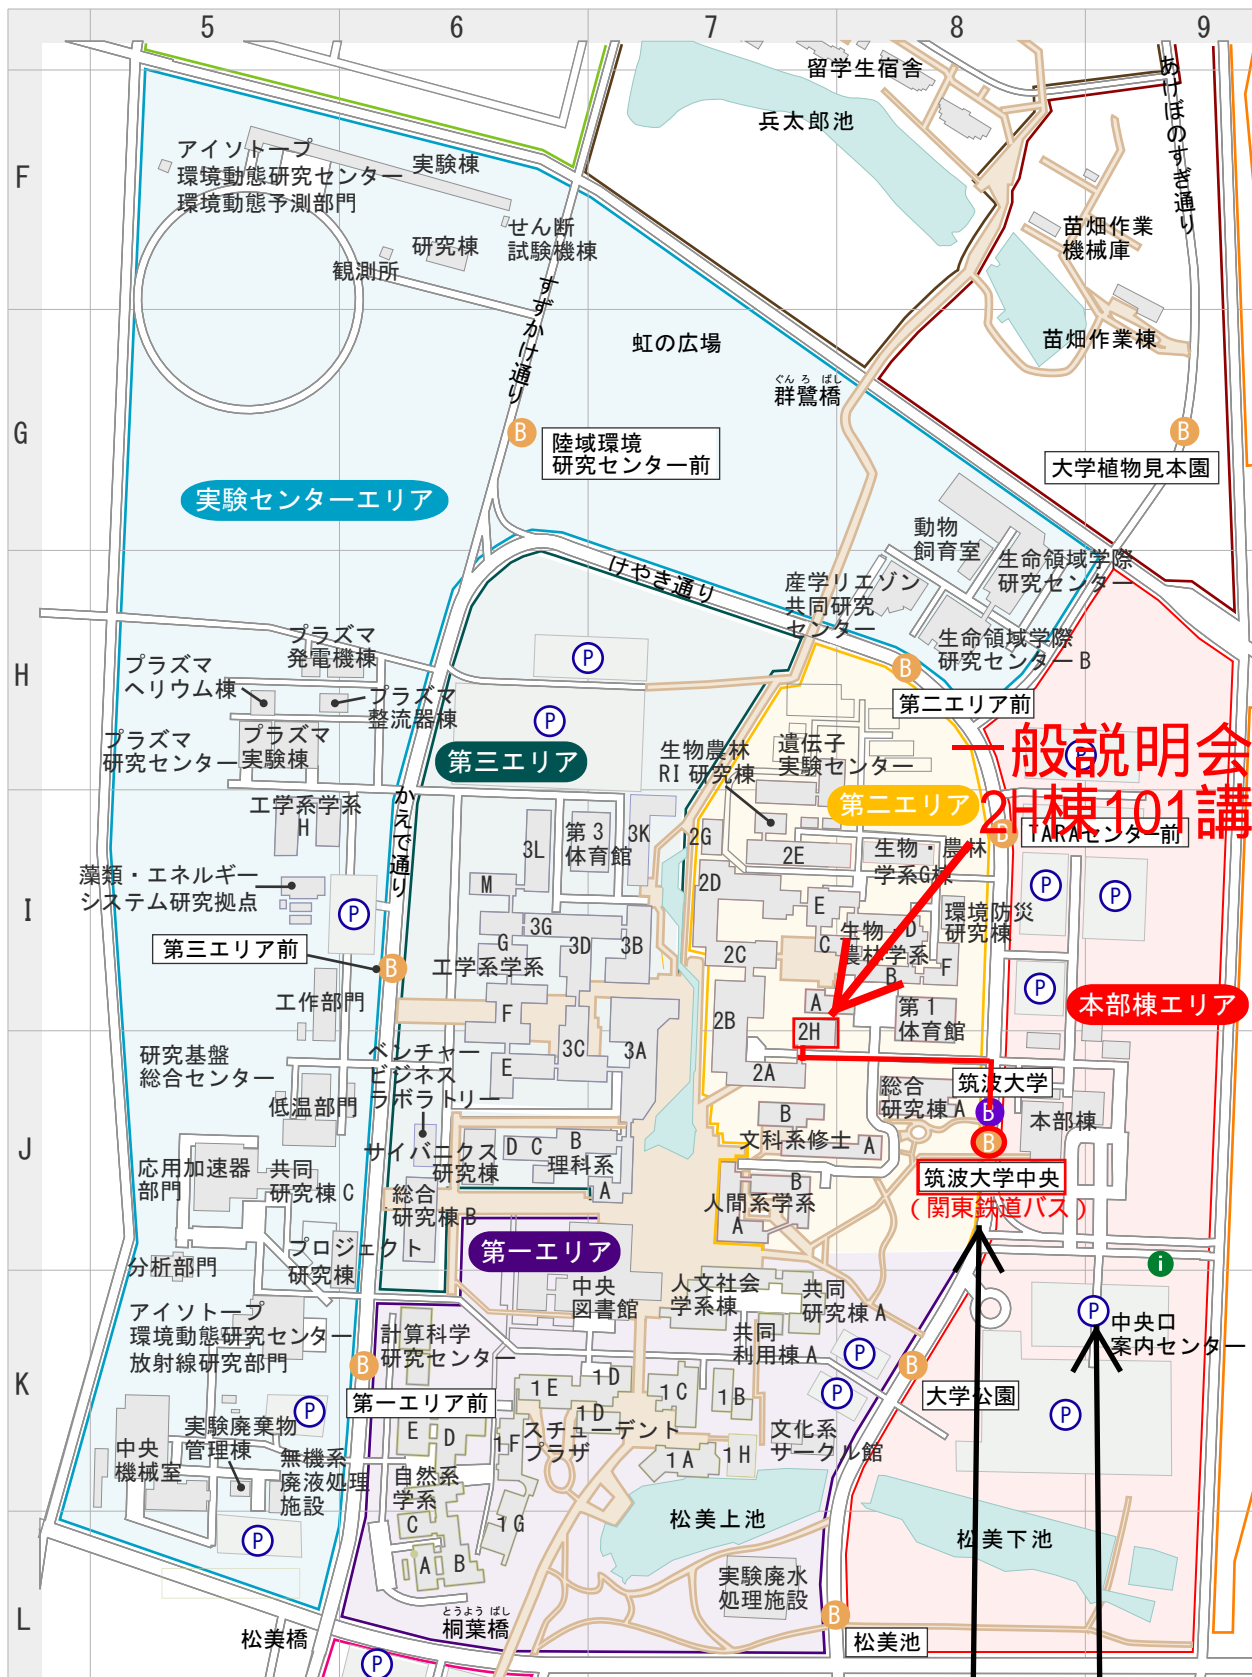 5
6
7
8
9
F
G
H
I
J
K
L
留学生宿舎
兵太郎池
あけぼのすぎ通り
アイソトープ
環境動態研究センター
環境動態予測部門
実験棟
せん断
試験機棟
研究棟
観測所
苗畑作業
機械庫
苗畑作業棟
すずかけ通り
虹の広場
ぐんろばし
群鷺橋
B
陸域環境
研究センター前
B
大学植物見本園
実験センターエリア
動物
飼育室
生命領域学際
研究センター
けやき通り
産学リエゾン
共同研究
センター
生命領域学際
研究センターB
プラズマ
発電機棟
プラズマ
ヘリウム棟
プラズマ
整流器棟
プラズマ
研究センター
プラズマ
実験棟
P
P
B
第二エリア前
第三エリア
生物農林
RI研究棟
遺伝子
実験センター
一般説明会
2H棟101講
P
第二エリア
B
TARAセンター前
工学系学系
H
かえで通り
3L
第3
体育館
3K
2G
2E
生物・農林
学系G棟
藻類・エネルギー
システム研究拠点
M
2D
E
P
P
P
環境防災
研究棟
第三エリア前
B
3G
G
3D
3B
工学系学系
2C
C
生物・
農林学系
D
B
F
工作部門
F
2B
A
2H
第1
体育館
P
本部棟エリア
研究基盤
総合センター
低温部門
ベンチャー
ビジネス
ラボラトリー
E
3C
3A
2A
総合
研究棟A
筑波大学
B
本部棟
B
文科系修士
A
B
筑波大学中央
(関東鉄道バス)
応用加速器
部門
共同
研究棟C
サイバニクス
研究棟
D
C
B
理科系
A
総合
研究棟B
人間系学系
B
A
分析部門
プロジェクト
研究棟
第一エリア
中央
図書館
人文社会
学系棟
共同
研究棟A
共同
利用棟A
i
P
中央口
案内センター
アイソトープ
環境動態研究センター
放射線研究部門
計算科学
研究センター
B
第一エリア前
P
P
B
大学公園
P
P
1E
1D
1C
1B
1D
スチューデント
プラザ
1F
1A
1H
文化系
サークル館
中央
機械室
実験廃棄物
管理棟
無機系
廃液処理
施設
P
E
D
自然系
学系
C
A
B
1G
松美上池
松美下池
実験廃水
処理施設
B
松美池
とうようばし
桐葉橋
松美橋
P